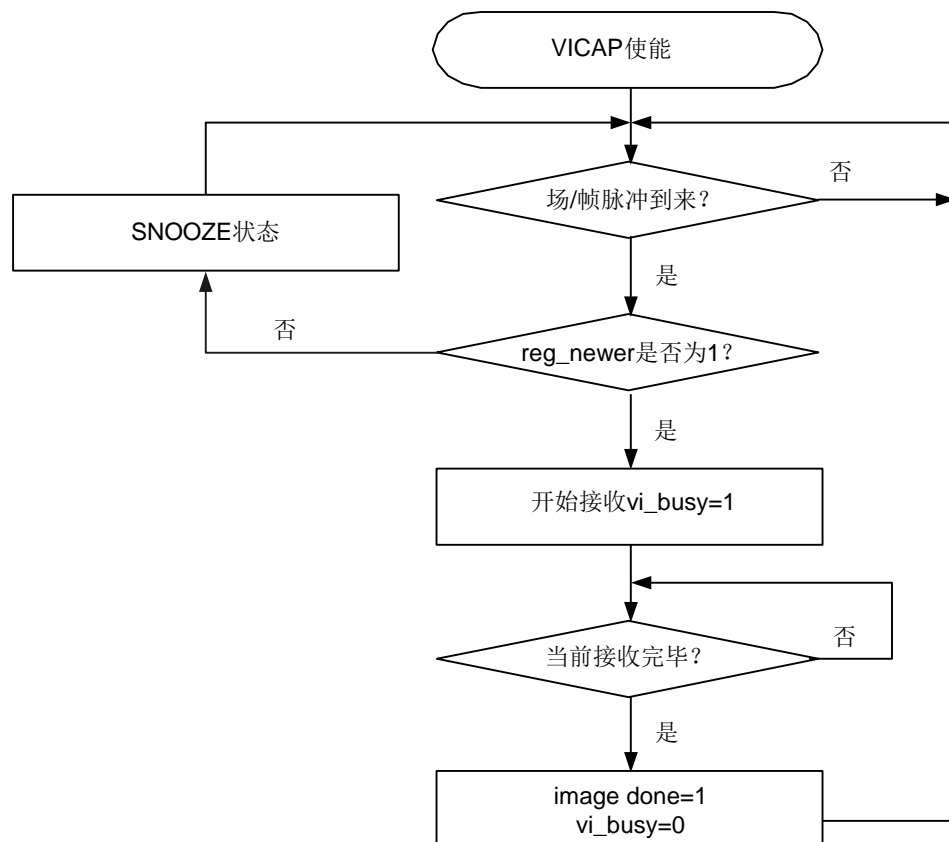 VICAP使能
场/帧脉冲到来?
否
SNOOZE状态
是
否
reg_newer是否为1?
是
开始接收vi_busy=1
当前接收完毕?
否
是
image done=1
vi_busy=0